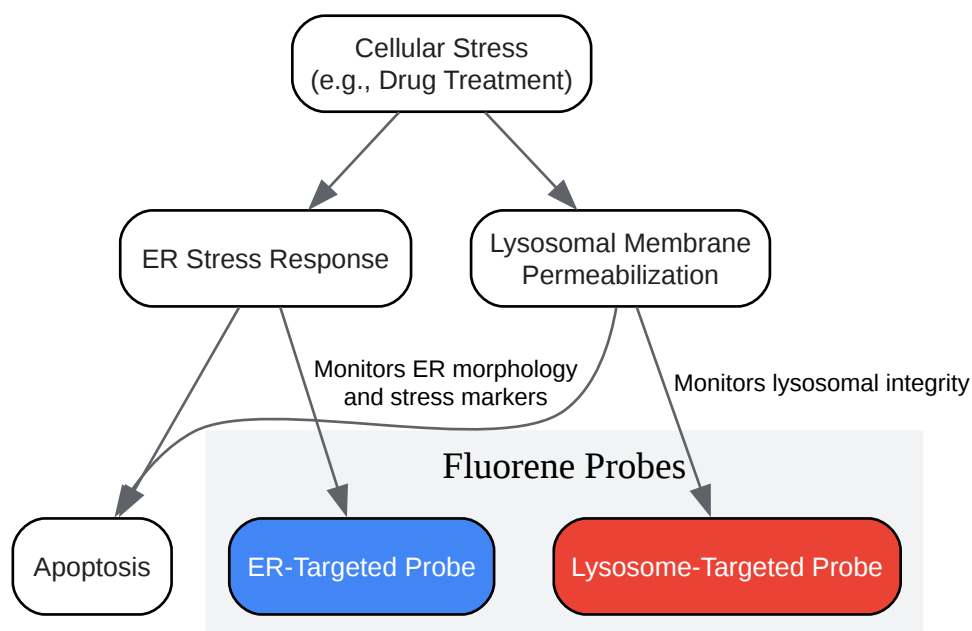 Cellular Stress
(e.g., Drug Treatment)
ER Stress Response
Lysosomal Membrane
Permeabilization
Monitors ER morphology
and stress markers
Monitors lysosomal integrity
Fluorene Probes
Apoptosis
ER-Targeted Probe
Lysosome-Targeted Probe